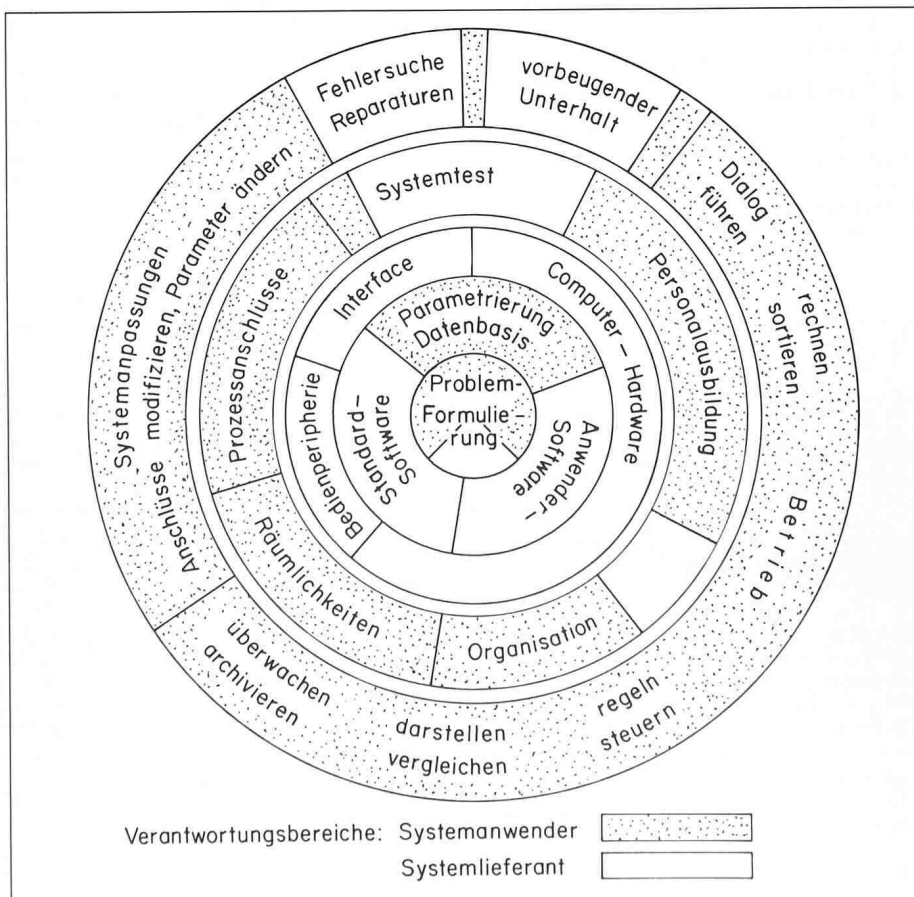 Fehlersuche
Reparaturen
vorbeugender
Unterhalt
Dialog
führen
rechnen
sortieren
Betrieb
regeln
steuern
darstellen
vergleichen
überwachen
archivieren
Systemanpassungen
modifizieren, Parameter ändern
Anschlüsse
Systemtest
Personalausbildung
Organisation
Räumlichkeiten
Prozessanschlüsse
Interface
Computer – Hardware
Bedienperipherie
Parametrierung
Datenbasis
Anwender –
Software
Standard –
Software
Problem-
Formulie –
rung
Verantwortungsbereiche: Systemanwender
Systemlieferant